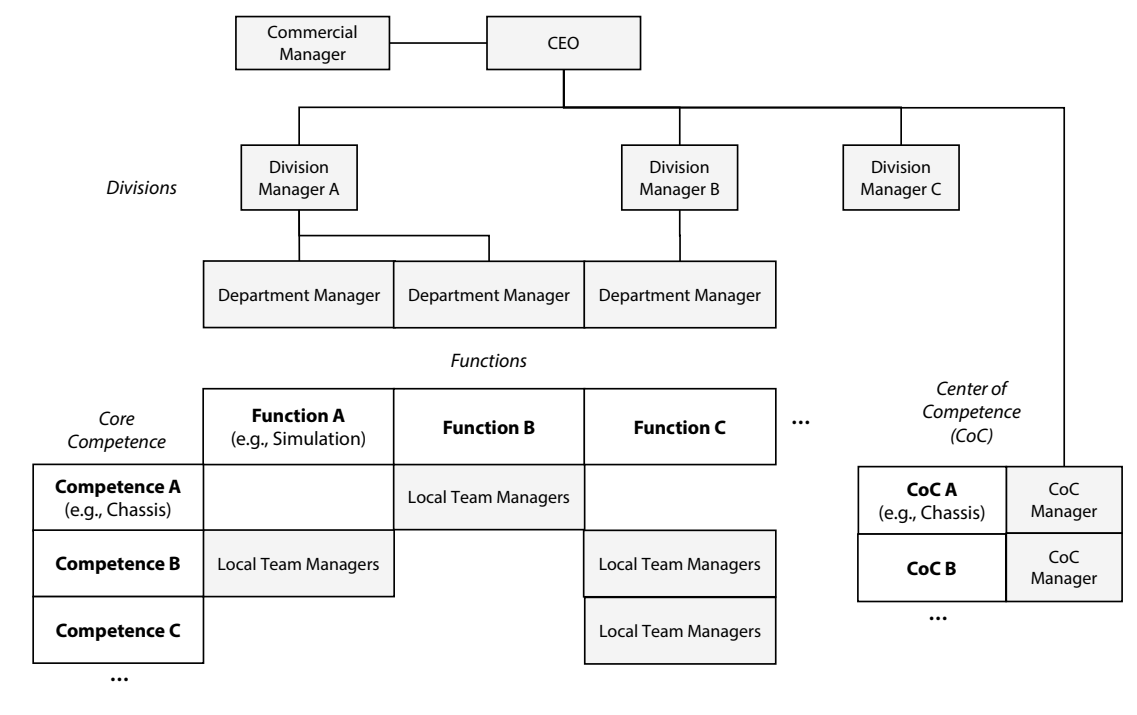 Commercial
Manager
CEO
Divisions
Division
Manager A
Division
Manager B
Division
Manager C
Department Manager
Department Manager
Department Manager
Functions
Core
Competence
Function A
(e.g., Simulation)
Function B
Function C
...
Center of
Competence
(CoC)
Competence A
(e.g., Chassis)
Local Team Managers
CoC A
(e.g., Chassis)
CoC
Manager
Competence B
Local Team Managers
Local Team Managers
CoC B
CoC
Manager
Competence C
Local Team Managers
...
...